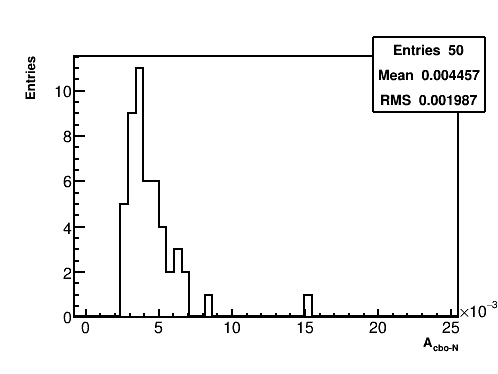 Entries 50
Mean 0.004457
RMS 0.001987
Entries
10
8
6
4
2
0
0 5 10 15 20 25 ×10⁻³
A_cbo-N